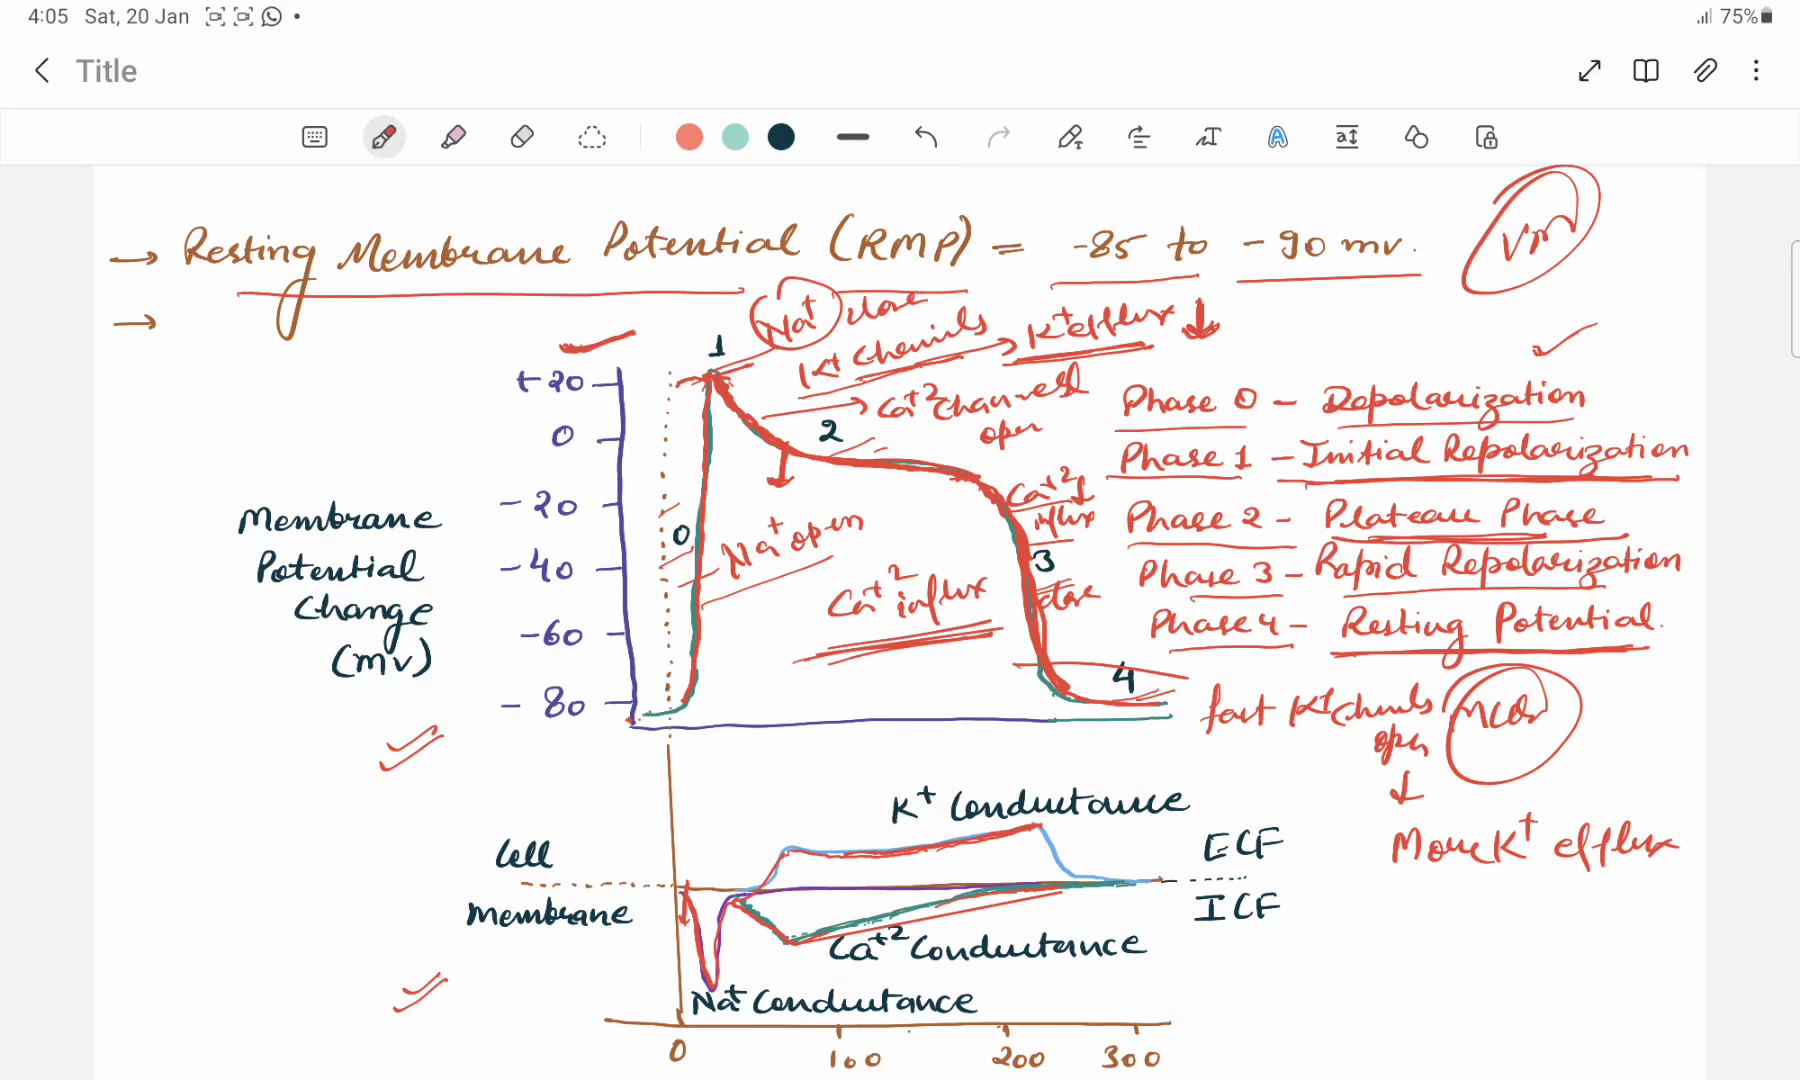 4:05 Sat, 20 Jan
75%
Title
→ Resting Membrane Potential (RMP) = -85 to -90 mv.
Vm
→
Na+ close
K+ Channels → K+ efflux ↓
→ Ca+2 channel
open
1
2
0
3
4
+20
0
-20
-40
-60
-80
Membrane
Potential
Change
(mv)
Na+ open
Ca+2 influx
Ca+2
influx
close
Phase 0 - Depolarization
Phase 1 - Initial Repolarization
Phase 2 - Plateau Phase
Phase 3 - Rapid Repolarization
Phase 4 - Resting Potential.
fast K+ Channels
open
↓
More K+ efflux
K+ Conductance
Cell
Membrane
ECF
ICF
Ca+2 Conductance
Na+ Conductance
0 100 200 300